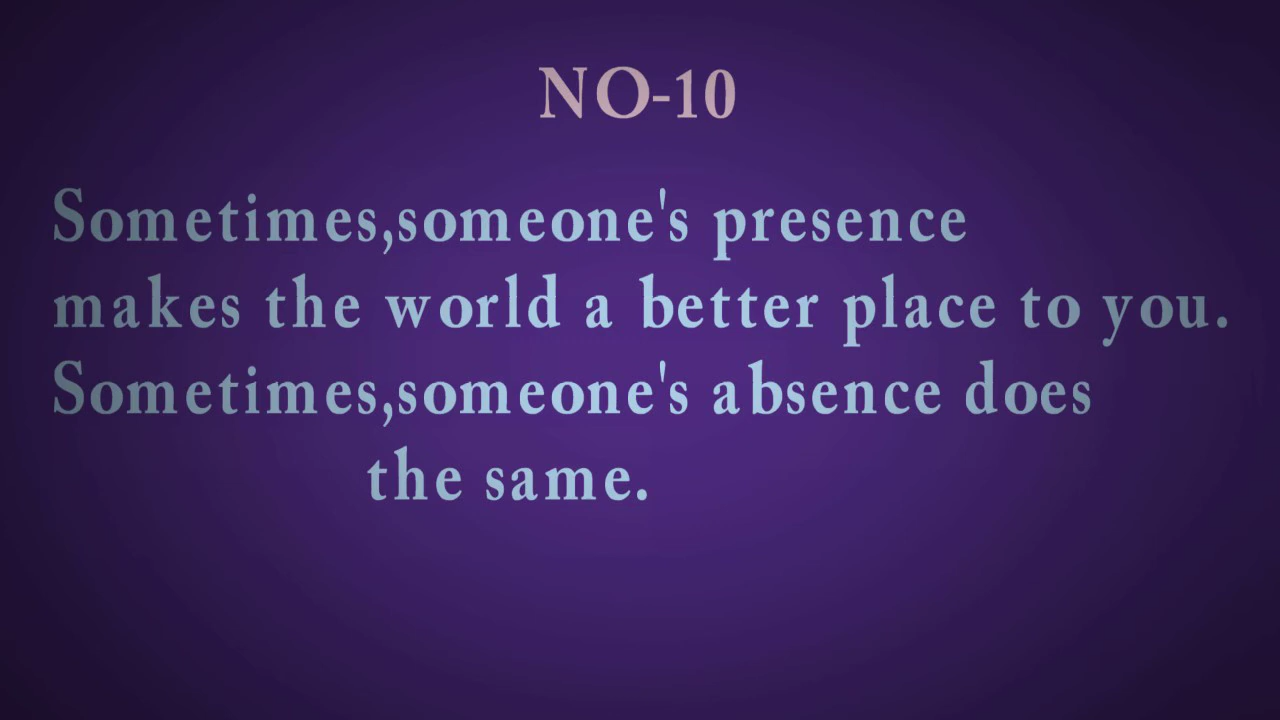 NO-10
Sometimes,someone's presence
makes the world a better place to you.
Sometimes,someone's absence does
the same.